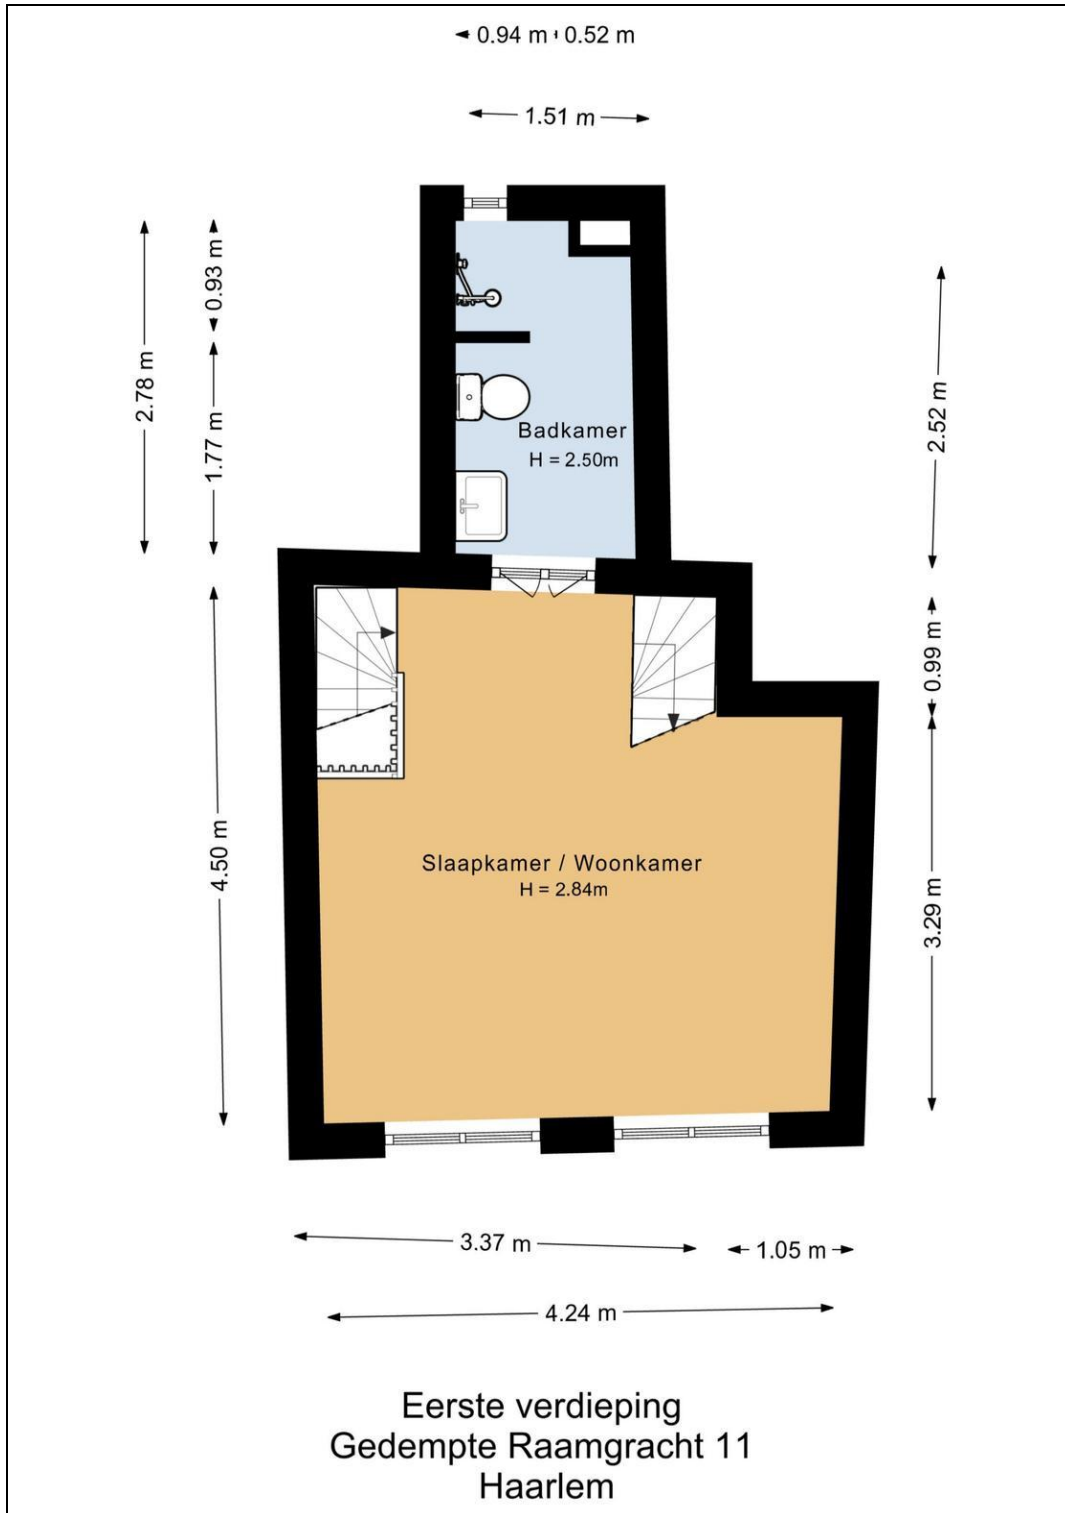 0.94 m 0.52 m
1.51 m
2.78 m
0.93 m
1.77 m
2.52 m
Badkamer
H = 2.50m
0.99 m
4.50 m
3.29 m
Slaapkamer / Woonkamer
H = 2.84m
3.37 m
1.05 m
4.24 m
Eerste verdieping
Gedempte Raamgracht 11
Haarlem